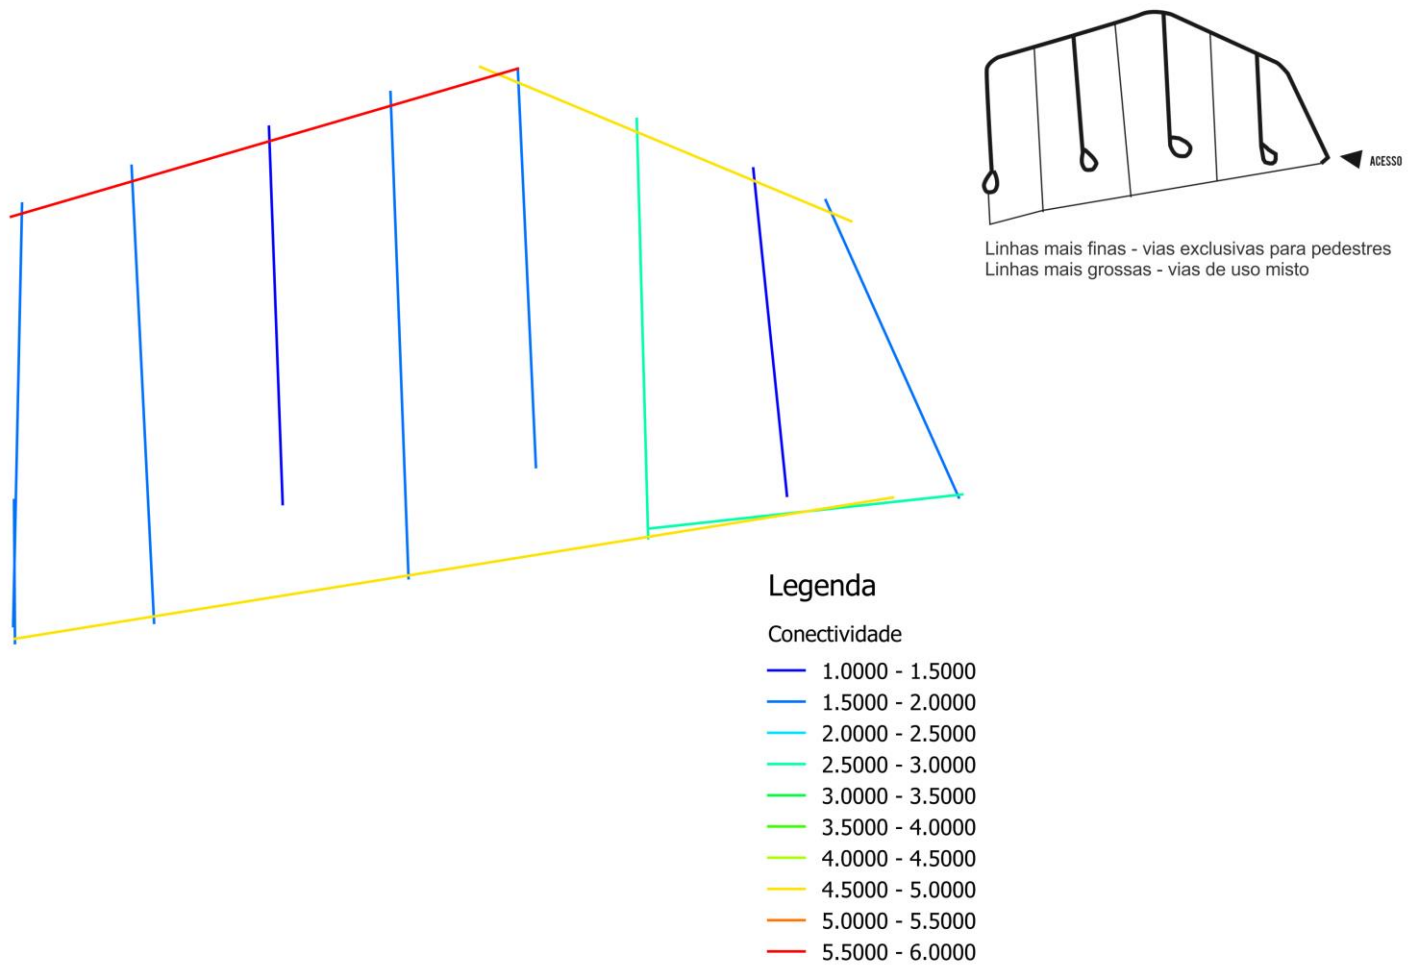 ACESSO
Linhas mais finas - vias exclusivas para pedestres
Linhas mais grossas - vias de uso misto
Legenda
Conectividade
1.0000 - 1.5000
1.5000 - 2.0000
2.0000 - 2.5000
2.5000 - 3.0000
3.0000 - 3.5000
3.5000 - 4.0000
4.0000 - 4.5000
4.5000 - 5.0000
5.0000 - 5.5000
5.5000 - 6.0000